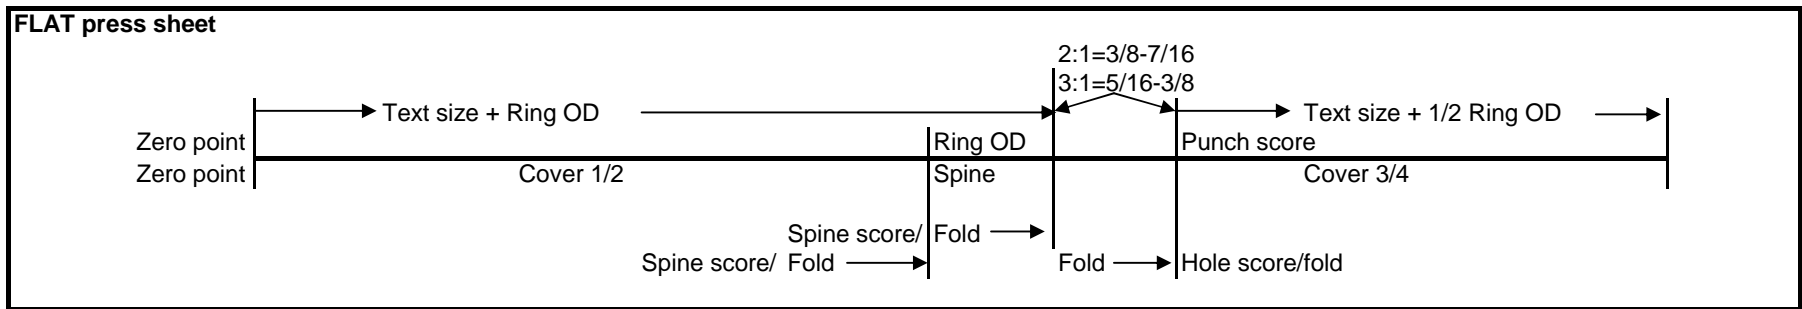 FLAT press sheet
2:1=3/8-7/16
3:1=5/16-3/8
Text size + Ring OD
Text size + 1/2 Ring OD
Zero point
Ring OD
Punch score
Zero point
Cover 1/2
Spine
Cover 3/4
Spine score/ Fold
Spine score/ Fold
Fold
Hole score/fold